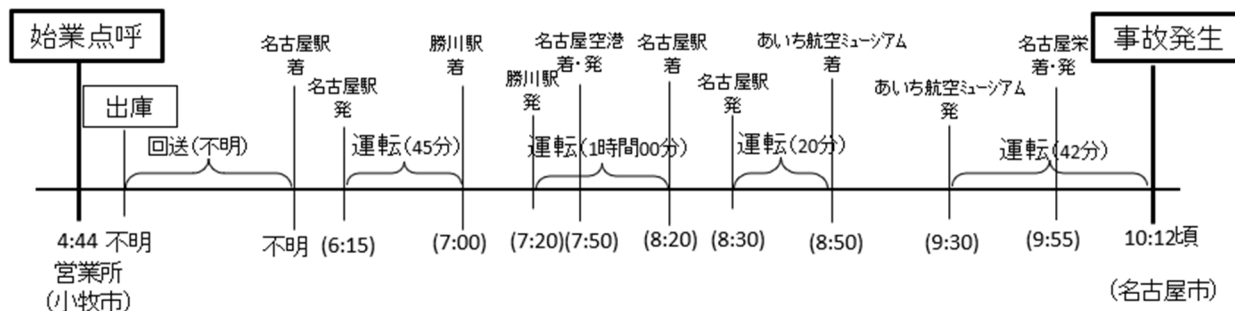 始業点呼
事故発生
名古屋駅
着
勝川駅
着
名古屋空港
着・発
名古屋駅
着
あいち航空ミュージアム
着
名古屋栄
着・発
出庫
名古屋駅
発
勝川駅
発
名古屋駅
発
あいち航空ミュージアム
発
回送(不明)
運転(45分)
運転(1時間00分)
運転(20分)
運転(42分)
4:44 不明 不明 (6:15) (7:00) (7:20)(7:50) (8:20) (8:30) (8:50) (9:30) (9:55) 10:12頃
営業所
(小牧市)
(名古屋市)